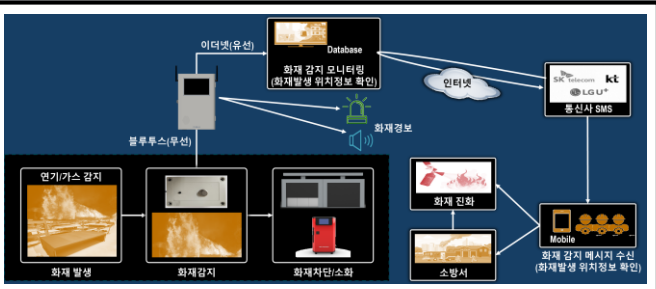 이더넷(유선)
Database
화재 감지 모니터링
(화재발생 위치정보 확인)
인터넷
SK telecom
kt
LG U+
통신사 SMS
화재경보
블루투스(무선)
연기/가스 감지
화재 발생
화재감지
화재차단/소화
화재 진화
소방서
Mobile
화재 감지 메시지 수신
(화재발생 위치정보 확인)